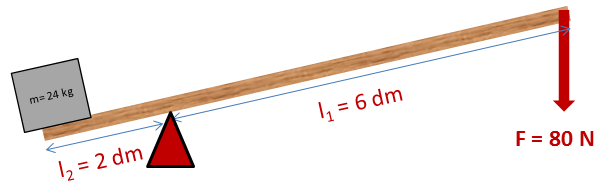 m= 24 kg
l₁ = 6 dm
l₂ = 2 dm
F = 80 N